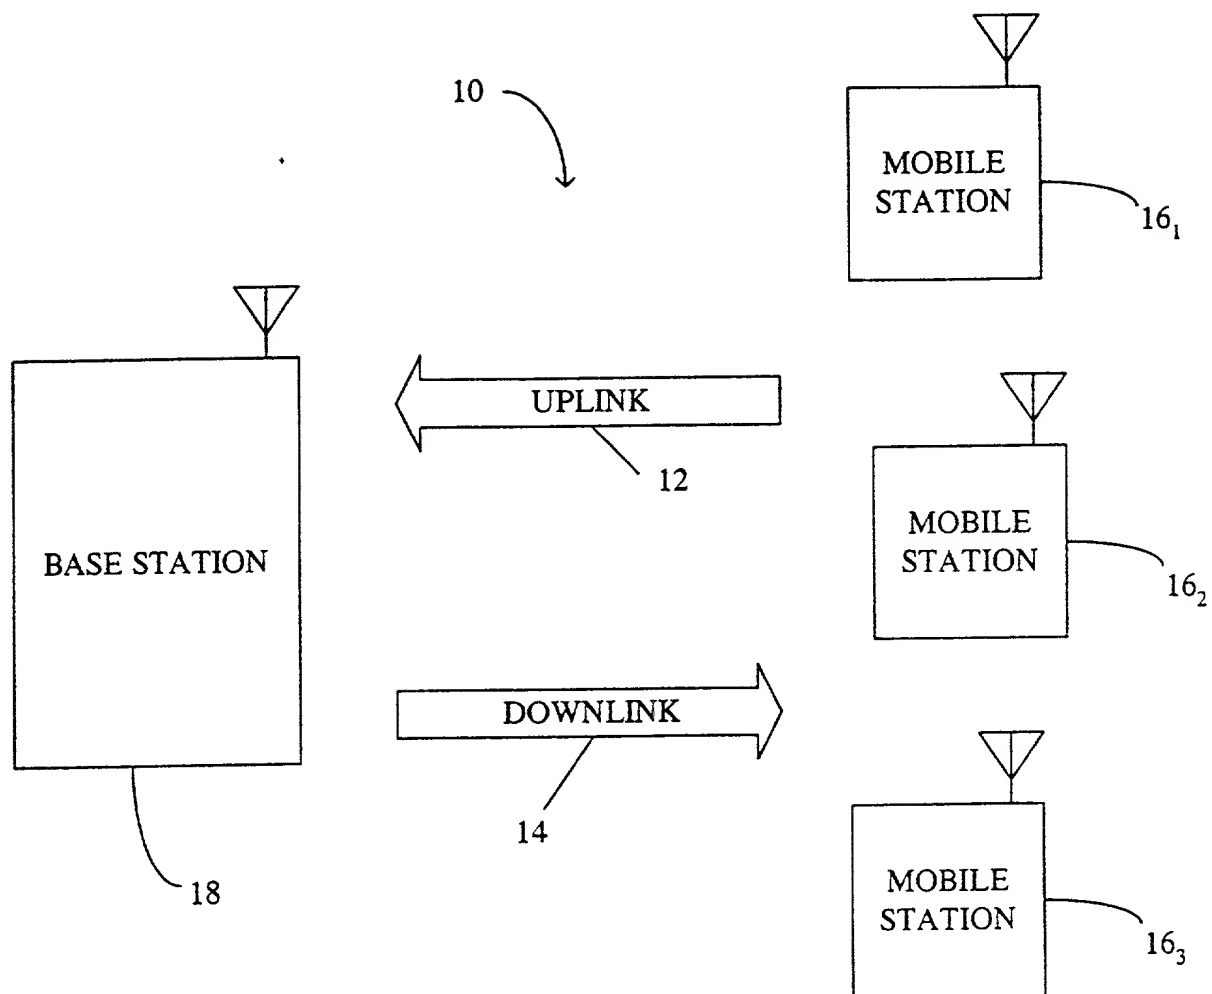 10
MOBILE
STATION
16₁
UPLINK
12
MOBILE
STATION
16₂
BASE STATION
DOWNLINK
14
18
MOBILE
STATION
16₃